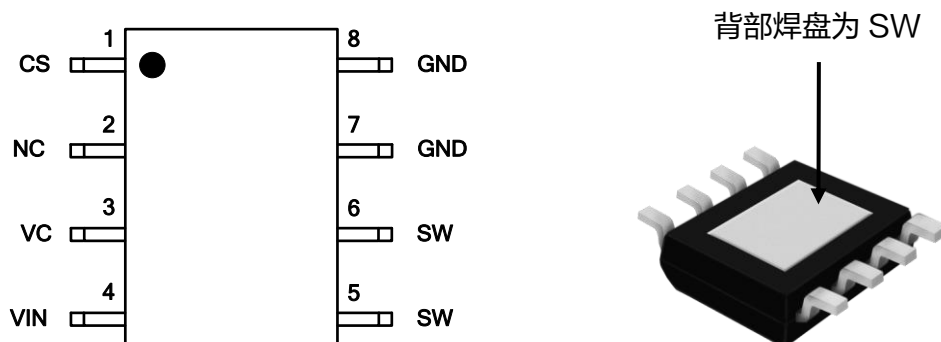 背部焊盘为 SW
1 8
CS GND
2 7
NC GND
3 6
VC SW
4 5
VIN SW